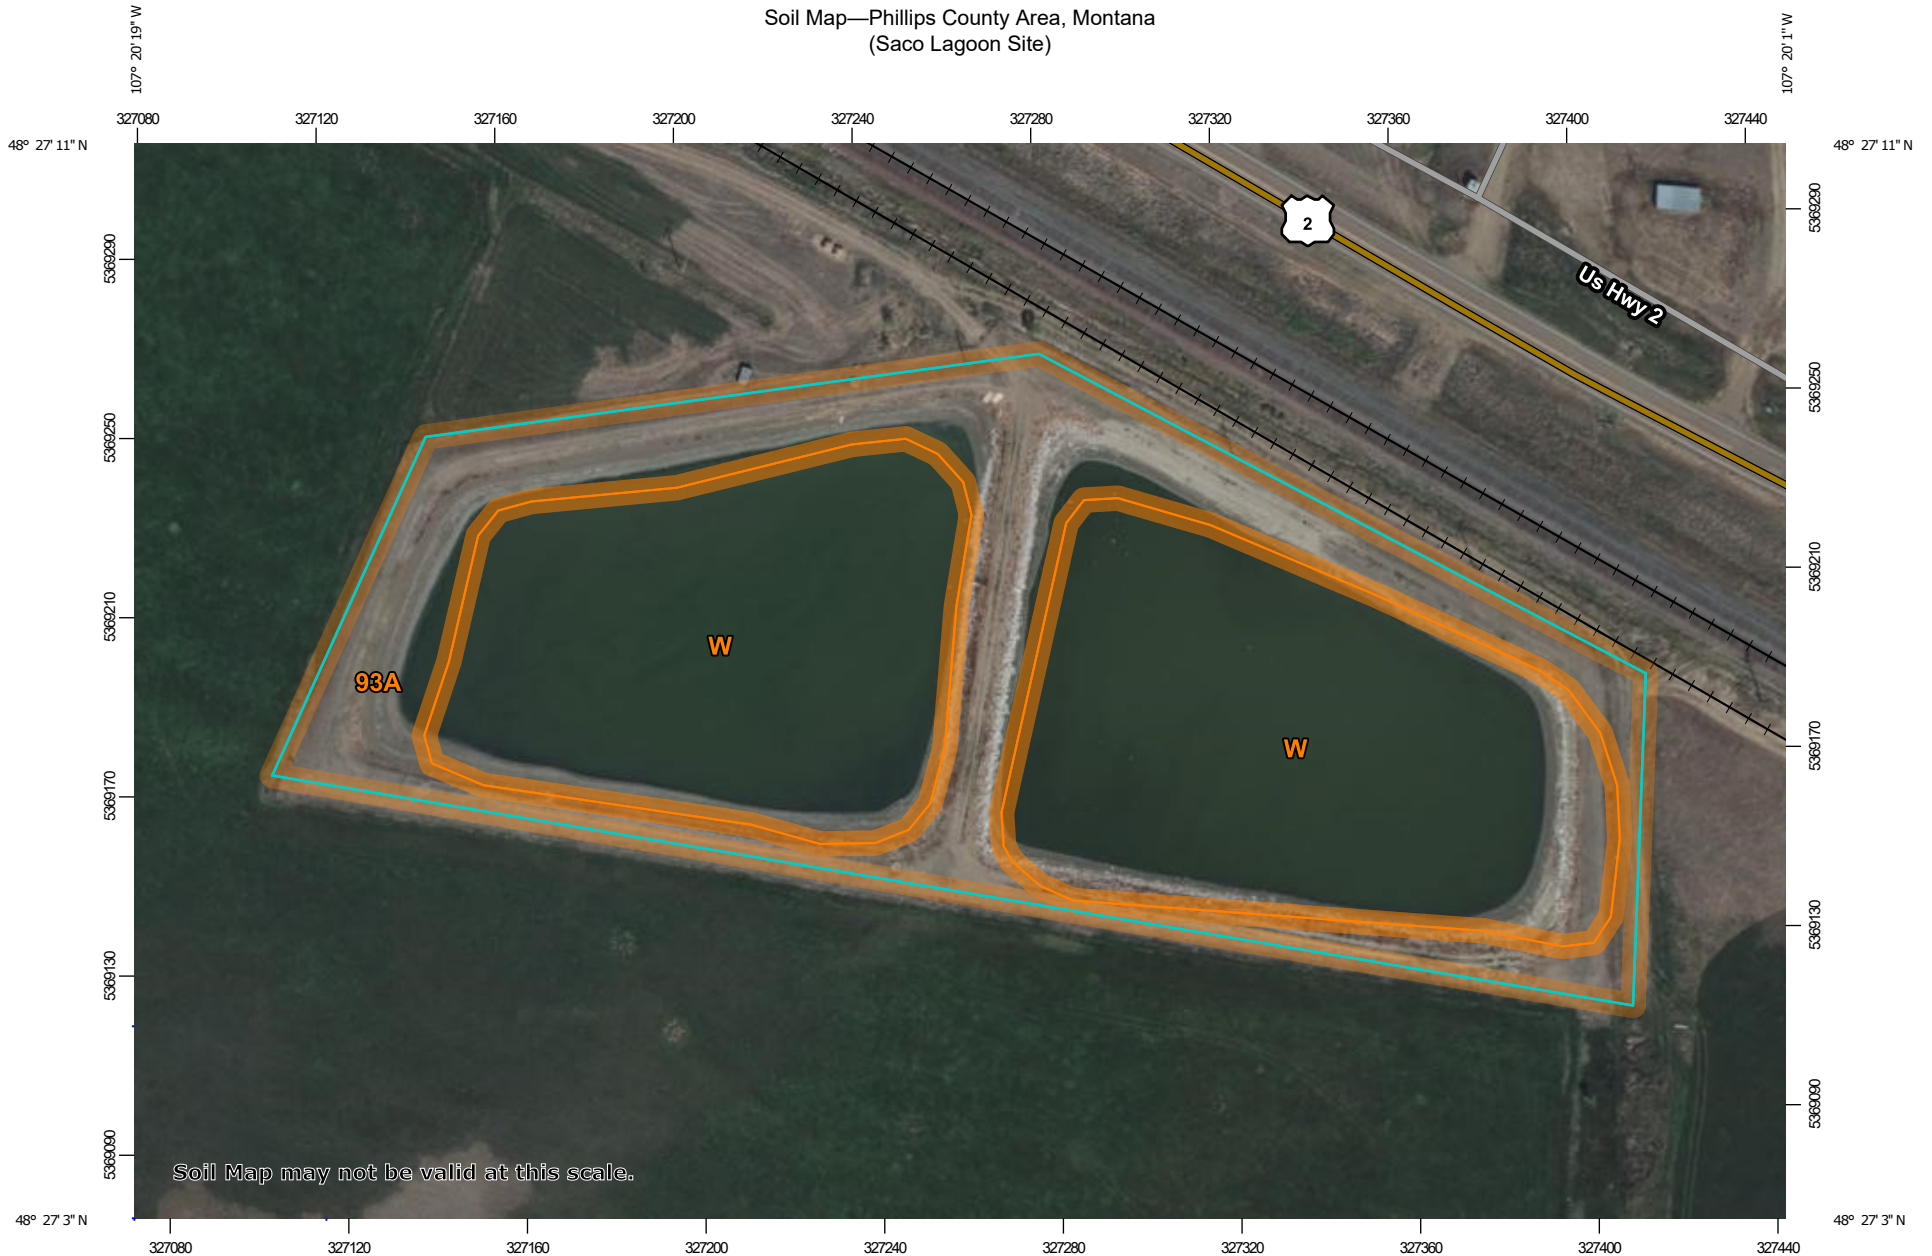 Soil Map—Phillips County Area, Montana
(Saco Lagoon Site)
107° 20' 19" W
107° 20' 1" W
327080 327120 327160 327200 327240 327280 327320 327360 327400 327440
48° 27' 11" N
48° 27' 11" N
5369290
5369290
2
Us Hwy 2
5369250
5369250
5369210
5369210
W
93A
W
5369170
5369170
5369130
5369130
5369090
5369090
Soil Map may not be valid at this scale.
48° 27' 3" N
48° 27' 3" N
327080 327120 327160 327200 327240 327280 327320 327360 327400 327440